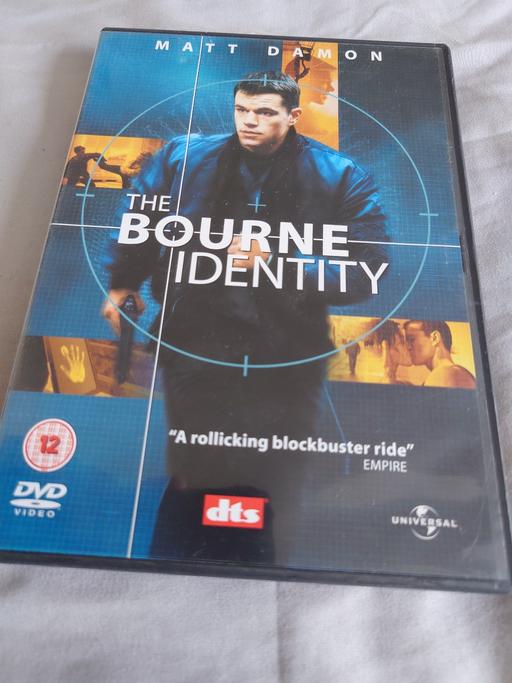 MATT DAMON
THE
BOURNE
IDENTITY
"A rollicking blockbuster ride"
EMPIRE
12
DVD
VIDEO
dts
UNIVERSAL